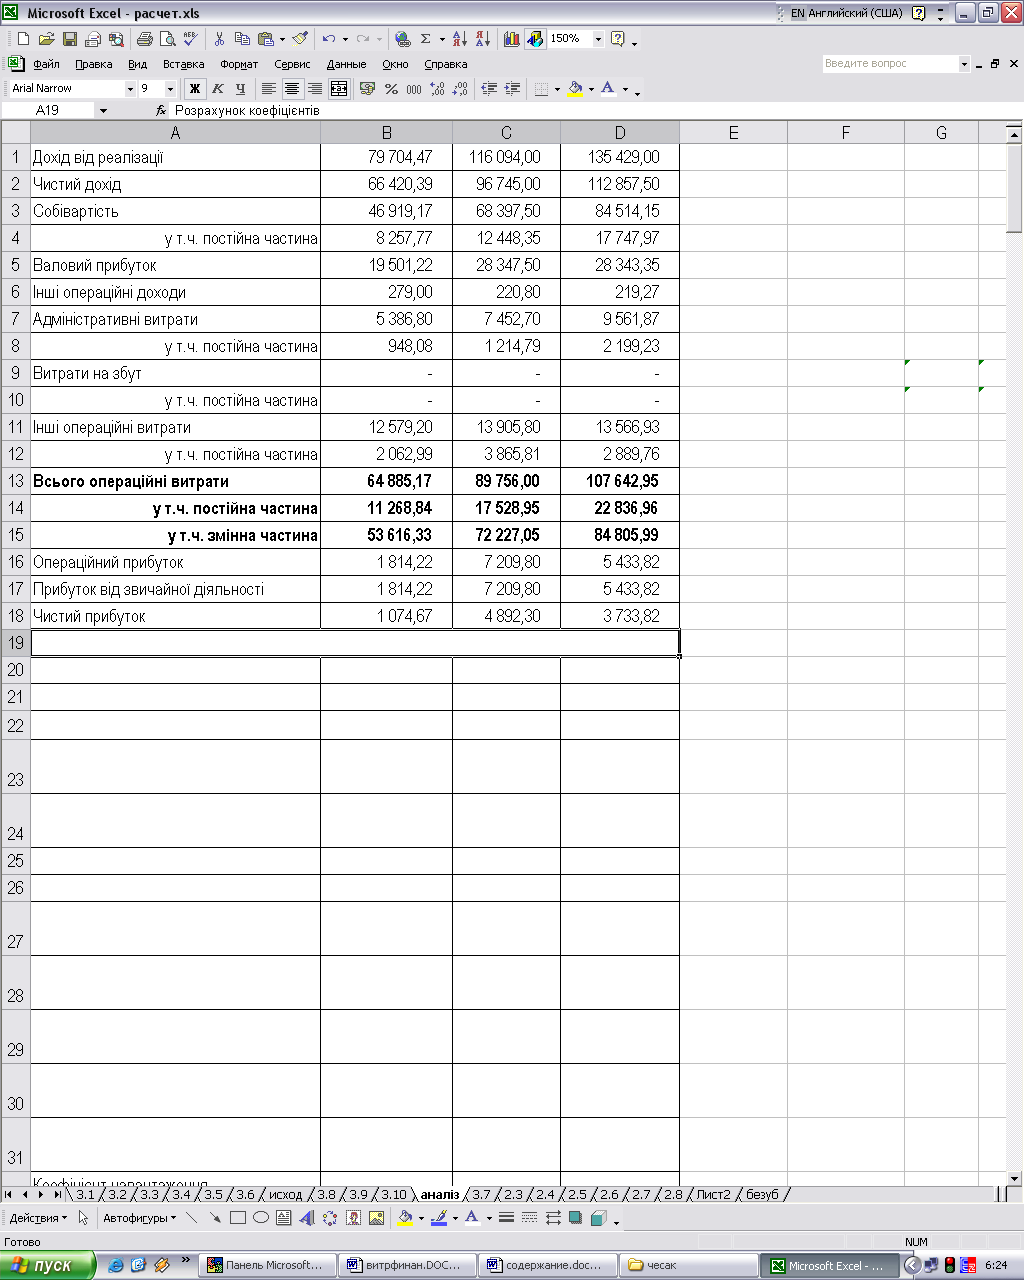 Microsoft Excel - расчет.xls
EN Английский (США)
150%
Файл Правка Вид Вставка Формат Сервис Данные Окно Справка
Введите вопрос
Arial Narrow 9 Ж К Ч % 000
A19 fx Розрахунок коефіцієнтів
A B C D E F G
1 Дохід від реалізації 79 704,47 116 094,00 135 429,00
2 Чистий дохід 66 420,39 96 745,00 112 857,50
3 Собівартість 46 919,17 68 397,50 84 514,15
4 у т.ч. постійна частина 8 257,77 12 448,35 17 747,97
5 Валовий прибуток 19 501,22 28 347,50 28 343,35
6 Інші операційні доходи 279,00 220,80 219,27
7 Адміністративні витрати 5 386,80 7 452,70 9 561,87
8 у т.ч. постійна частина 948,08 1 214,79 2 199,23
9 Витрати на збут - - -
10 у т.ч. постійна частина - - -
11 Інші операційні витрати 12 579,20 13 905,80 13 566,93
12 у т.ч. постійна частина 2 062,99 3 865,81 2 889,76
13 Всього операційні витрати 64 885,17 89 756,00 107 642,95
14 у т.ч. постійна частина 11 268,84 17 528,95 22 836,96
15 у т.ч. змінна частина 53 616,33 72 227,05 84 805,99
16 Операційний прибуток 1 814,22 7 209,80 5 433,82
17 Прибуток від звичайної діяльності 1 814,22 7 209,80 5 433,82
18 Чистий прибуток 1 074,67 4 892,30 3 733,82
19
20
21
22
23
24
25
26
27
28
29
30
31
Коефіцієнт навантаження
3.1 3.2 3.3 3.4 3.5 3.6 исход 3.8 3.9 3.10 аналіз 3.7 2.3 2.4 2.5 2.6 2.7 2.8 Лист2 безуб
Действия Автофигуры
Готово NUM
пуск Панель Microsoft... витрфинан.DOC... содержание.doc... чесак Microsoft Excel - ... 6:24